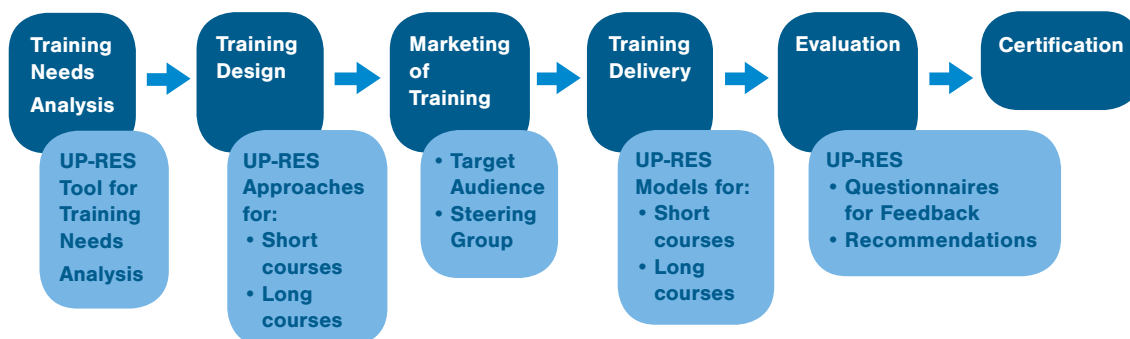 Training
Needs
Analysis
UP-RES
Tool for
Training
Needs
Analysis
Training
Design
UP-RES
Approaches
for:
• Short
courses
• Long
courses
Marketing
of
Training
• Target
Audience
• Steering
Group
Training
Delivery
UP-RES
Models for:
• Short
courses
• Long
courses
Evaluation
UP-RES
• Questionnaires
for Feedback
• Recommendations
Certification